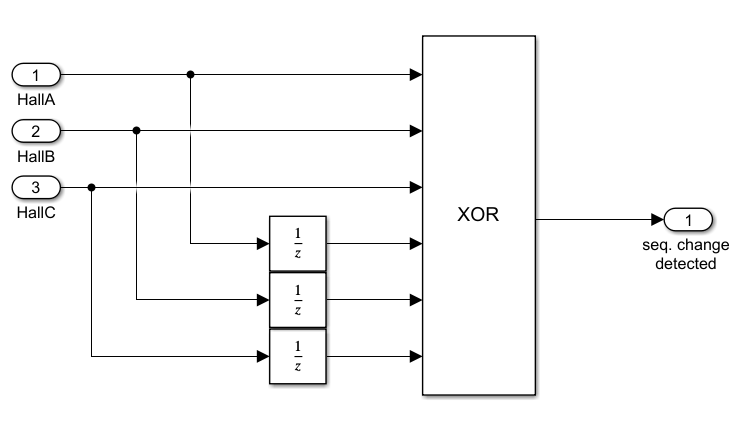 1
HallA
2
HallB
3
HallC
1
z
1
z
1
z
XOR
1
seq. change
detected